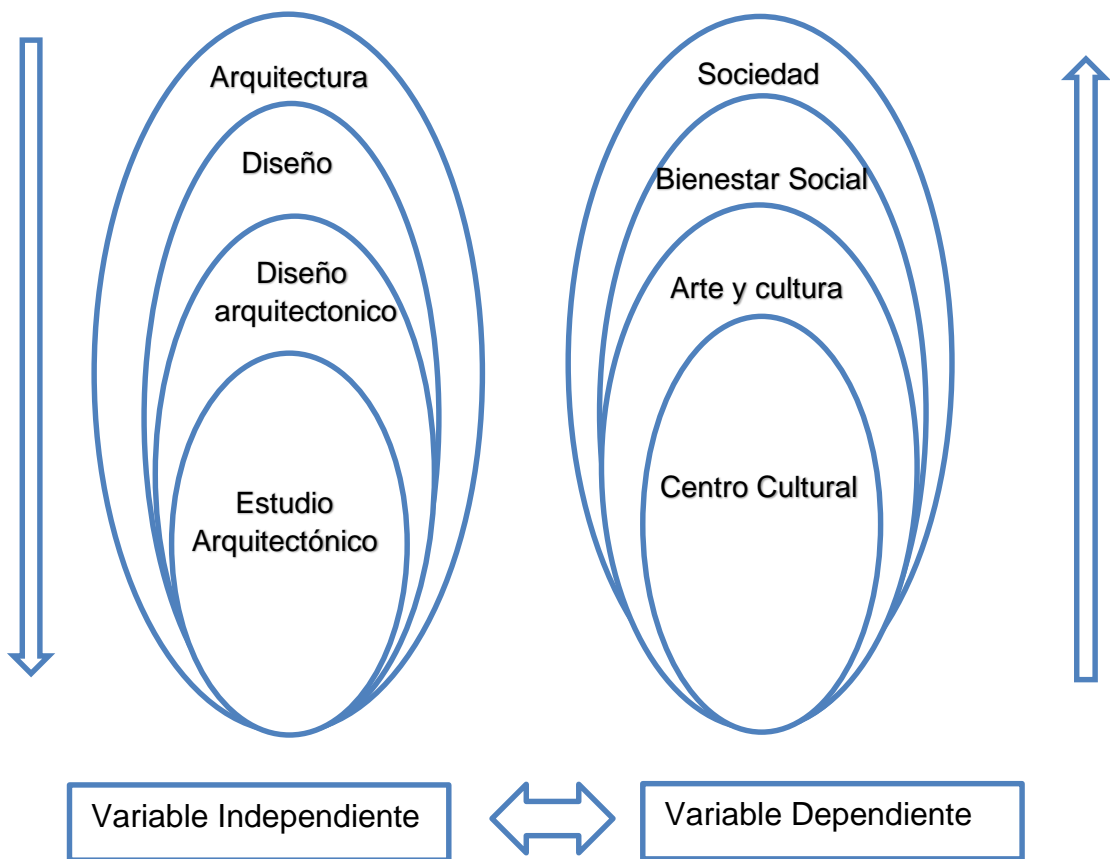 Arquitectura
Diseño
Diseño
arquitectonico
Estudio
Arquitectónico
Sociedad
Bienestar Social
Arte y cultura
Centro Cultural
Variable Independiente
Variable Dependiente